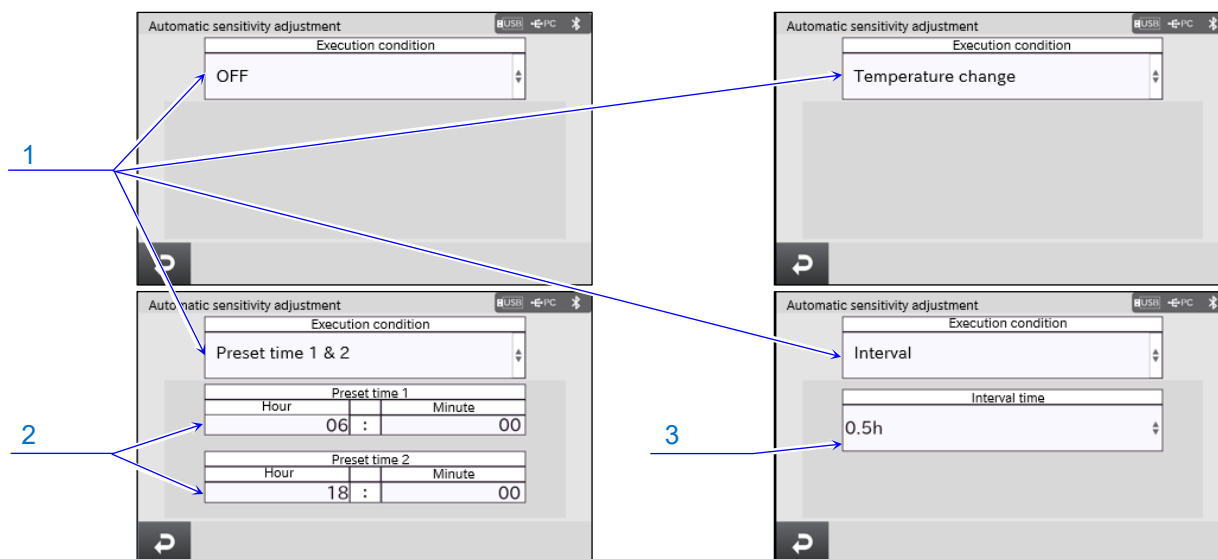 Automatic sensitivity adjustment
USB PC
Execution condition
OFF
Automatic sensitivity adjustment
USB PC
Execution condition
Temperature change
1
Automatic sensitivity adjustment
USB PC
Execution condition
Preset time 1 & 2
Preset time 1
Hour Minute
06 : 00
Preset time 2
Hour Minute
18 : 00
2
Automatic sensitivity adjustment
USB PC
Execution condition
Interval
Interval time
0.5h
3